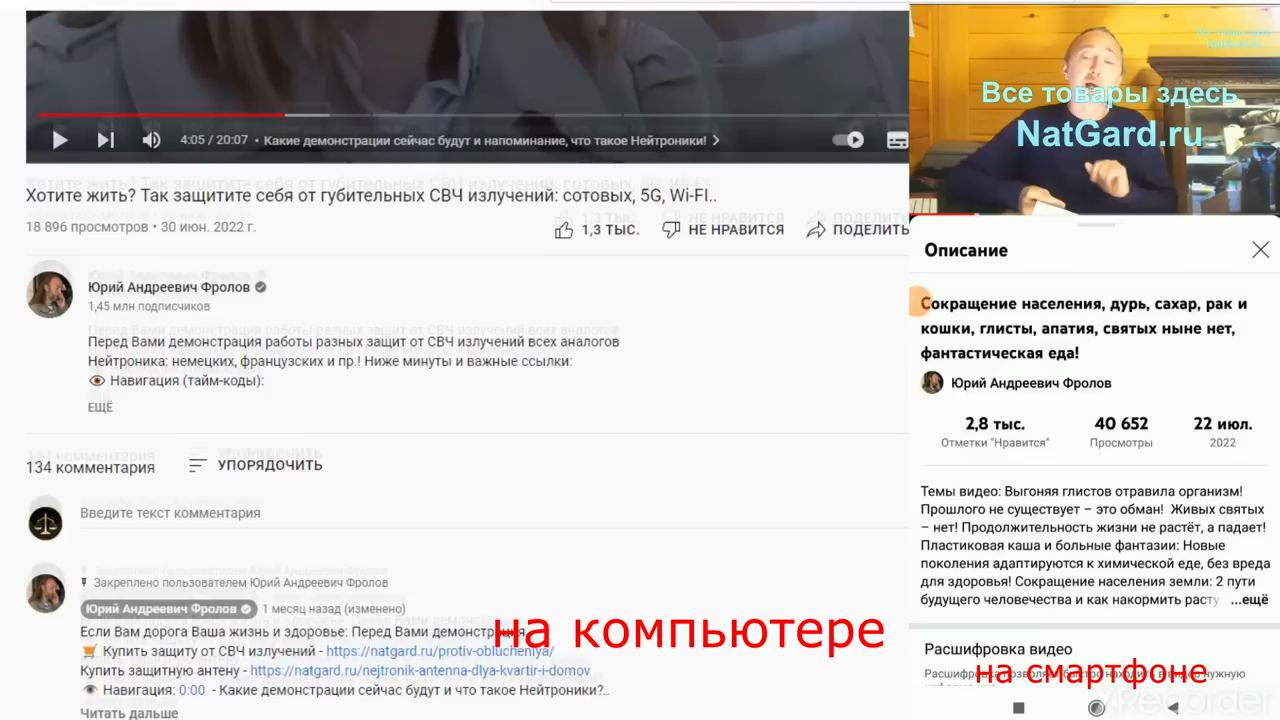 4:05 / 20:07 • Какие демонстрации сейчас будут и напоминание, что такое Нейтроники!
Хотите жить? Так защитите себя от губительных СВЧ излучений: сотовых, 5G, Wi-FI..
18 896 просмотров • 30 июн. 2022 г.
1,3 ТЫС.
НЕ НРАВИТСЯ
ПОДЕЛИТЬ
Юрий Андреевич Фролов
1,45 млн подписчиков
Перед Вами демонстрация работы разных защит от СВЧ излучений всех аналогов
Нейтроника: немецких, французских и пр.! Ниже минуты и важные ссылки:
Навигация (тайм-коды):
ЕЩЁ
134 комментария
УПОРЯДОЧИТЬ
Введите текст комментария
Закреплено пользователем Юрий Андреевич Фролов
Юрий Андреевич Фролов
1 месяц назад (изменено)
Если Вам дорога Ваша жизнь и здоровье: Перед Вами демонстрация
Купить защиту от СВЧ излучений - https://natgard.ru/protiv-oblucheniya/
Купить защитную антену - https://natgard.ru/nejtronik-antenna-dlya-kvartir-i-domov
Навигация: 0:00 - Какие демонстрации сейчас будут и что такое Нейтроники?..
Читать дальше
на компьютере
Все товары здесь
NatGard.ru
Описание
Сокращение населения, дурь, сахар, рак и
кошки, глисты, апатия, святых ныне нет,
фантастическая еда!
Юрий Андреевич Фролов
2,8 тыс.
40 652
22 июл.
Отметки "Нравится"
Просмотры
2022
Темы видео: Выгоняя глистов отравила организм!
Прошлого не существует – это обман! Живых святых
– нет! Продолжительность жизни не растёт, а падает!
Пластиковая каша и больные фантазии: Новые
поколения адаптируются к химической еде, без вреда
для здоровья! Сокращение населения земли: 2 пути
будущего человечества и как накормить расту ...ещё
Расшифровка видео
Расшифровка позволяет быстро находить в видео нужную
на смартфоне
XRecorder